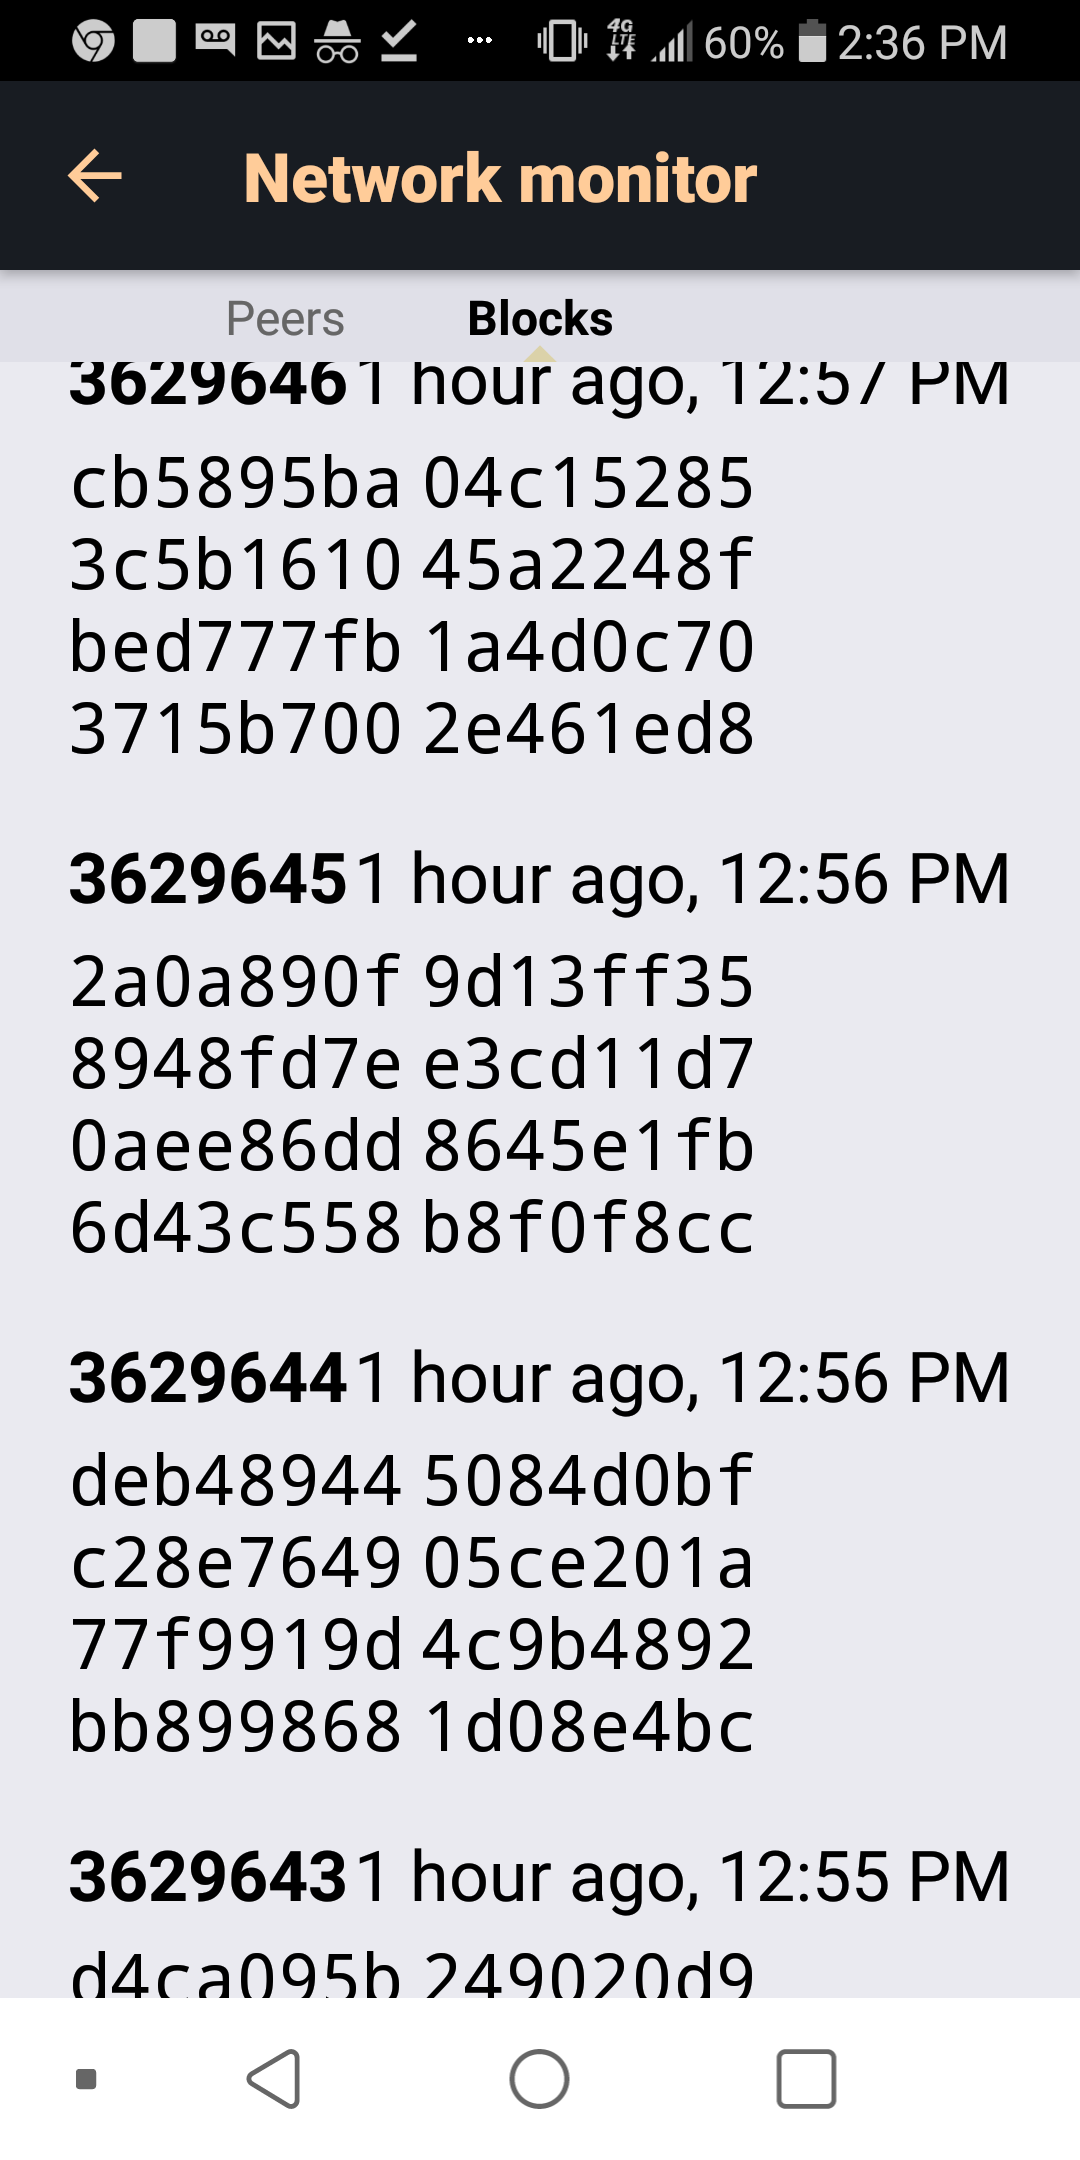 4G LTE 60% 2:36 PM
Network monitor
Peers Blocks
3629646 1 hour ago, 12:57 PM
cb5895ba 04c15285
3c5b1610 45a2248f
bed777fb 1a4d0c70
3715b700 2e461ed8
3629645 1 hour ago, 12:56 PM
2a0a890f 9d13ff35
8948fd7e e3cd11d7
0aee86dd 8645e1fb
6d43c558 b8f0f8cc
3629644 1 hour ago, 12:56 PM
deb48944 5084d0bf
c28e7649 05ce201a
77f9919d 4c9b4892
bb899868 1d08e4bc
3629643 1 hour ago, 12:55 PM
d4ca095b 249020d9